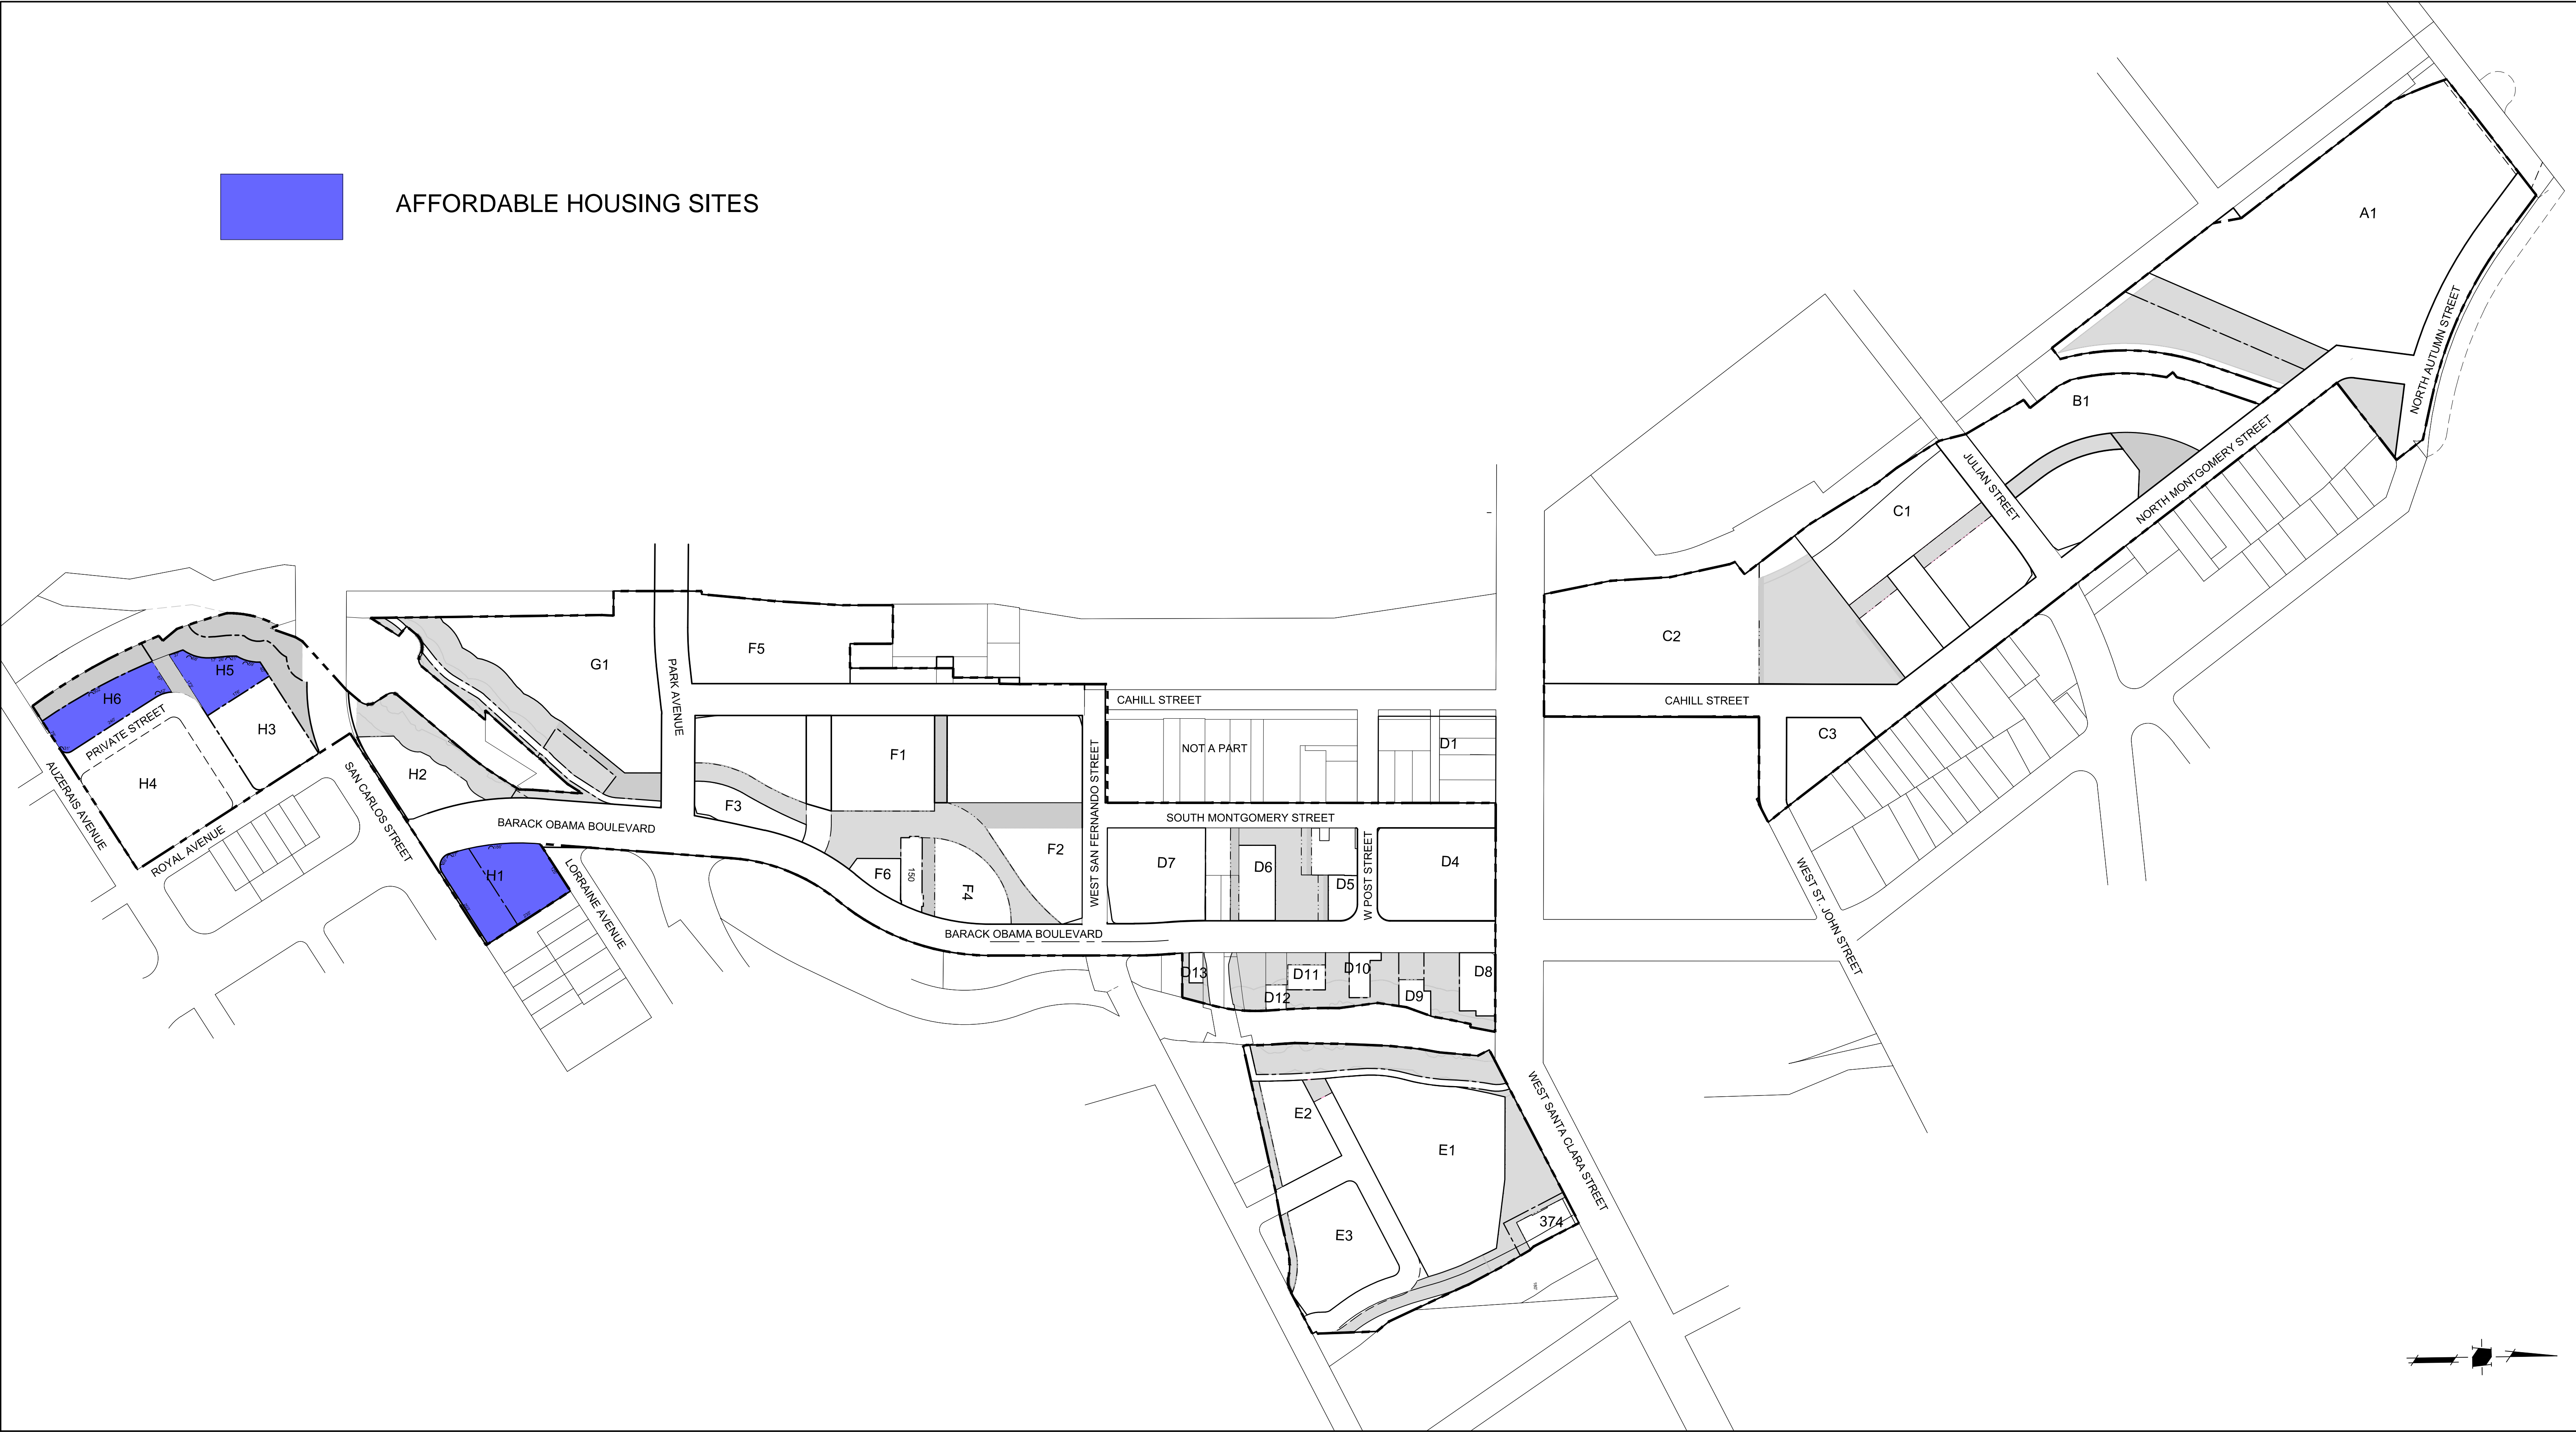 AFFORDABLE HOUSING SITES
A1
NORTH AUTUMN STREET
B1
JULIAN STREET
NORTH MONTGOMERY STREET
C1
C2
CAHILL STREET
C3
WEST ST. JOHN STREET
G1
PARK AVENUE
F5
H5
H6
PRIVATE STREET
H3
H4
AUZERAIS AVENUE
ROYAL AVENUE
SAN CARLOS STREET
H2
BARACK OBAMA BOULEVARD
H1
LORRAINE AVENUE
F1
F3
F6
150
F4
F2
WEST SAN FERNANDO STREET
BARACK OBAMA BOULEVARD
CAHILL STREET
NOT A PART
D1
SOUTH MONTGOMERY STREET
D7
D6
D5
W POST STREET
D4
D13
D12
D11
D10
D9
D8
E2
E1
E3
374
WEST SANTA CLARA STREET